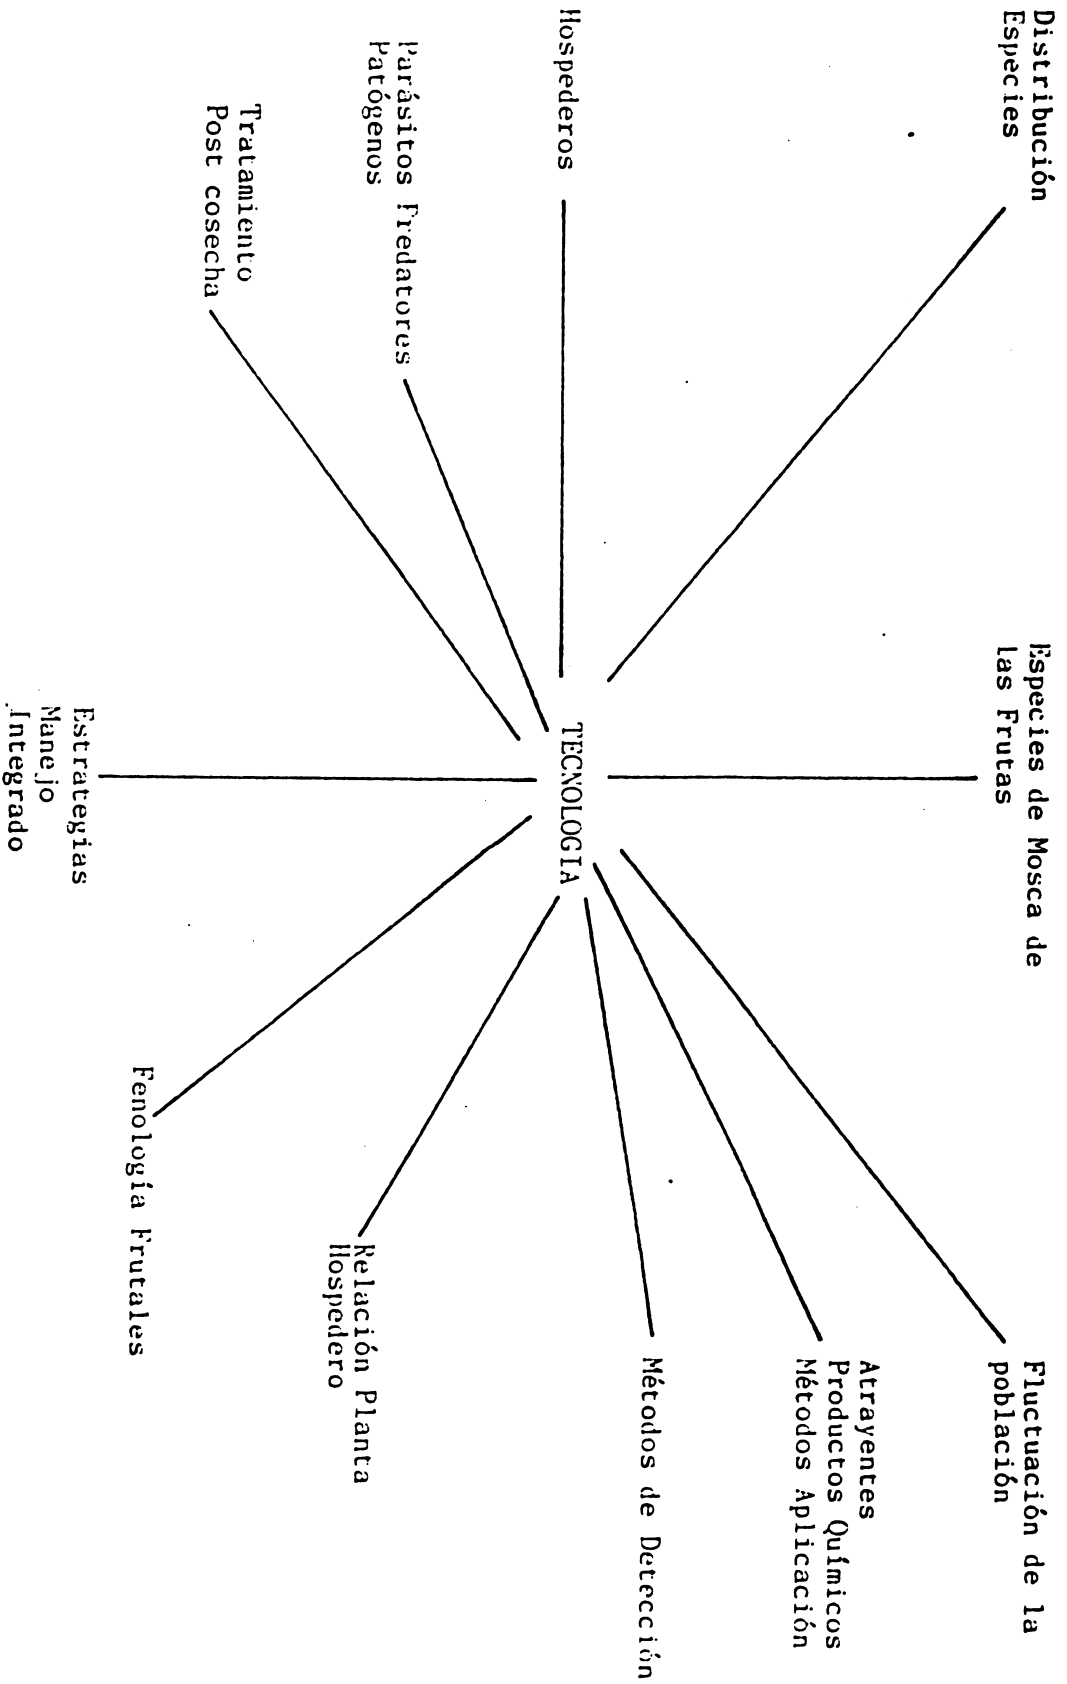 Distribución
Especies
Especies de Mosca de
las Frutas
Fluctuación de la
población
Atrayentes
Productos Químicos
Métodos Aplicación
Hospederos
TECNOLOGIA
Métodos de Detección
Parásitos Predatores
Patógenos
Relación Planta
Hospedero
Tratamiento
Post cosecha
Fenología Frutales
Estrategias
Manejo
Integrado